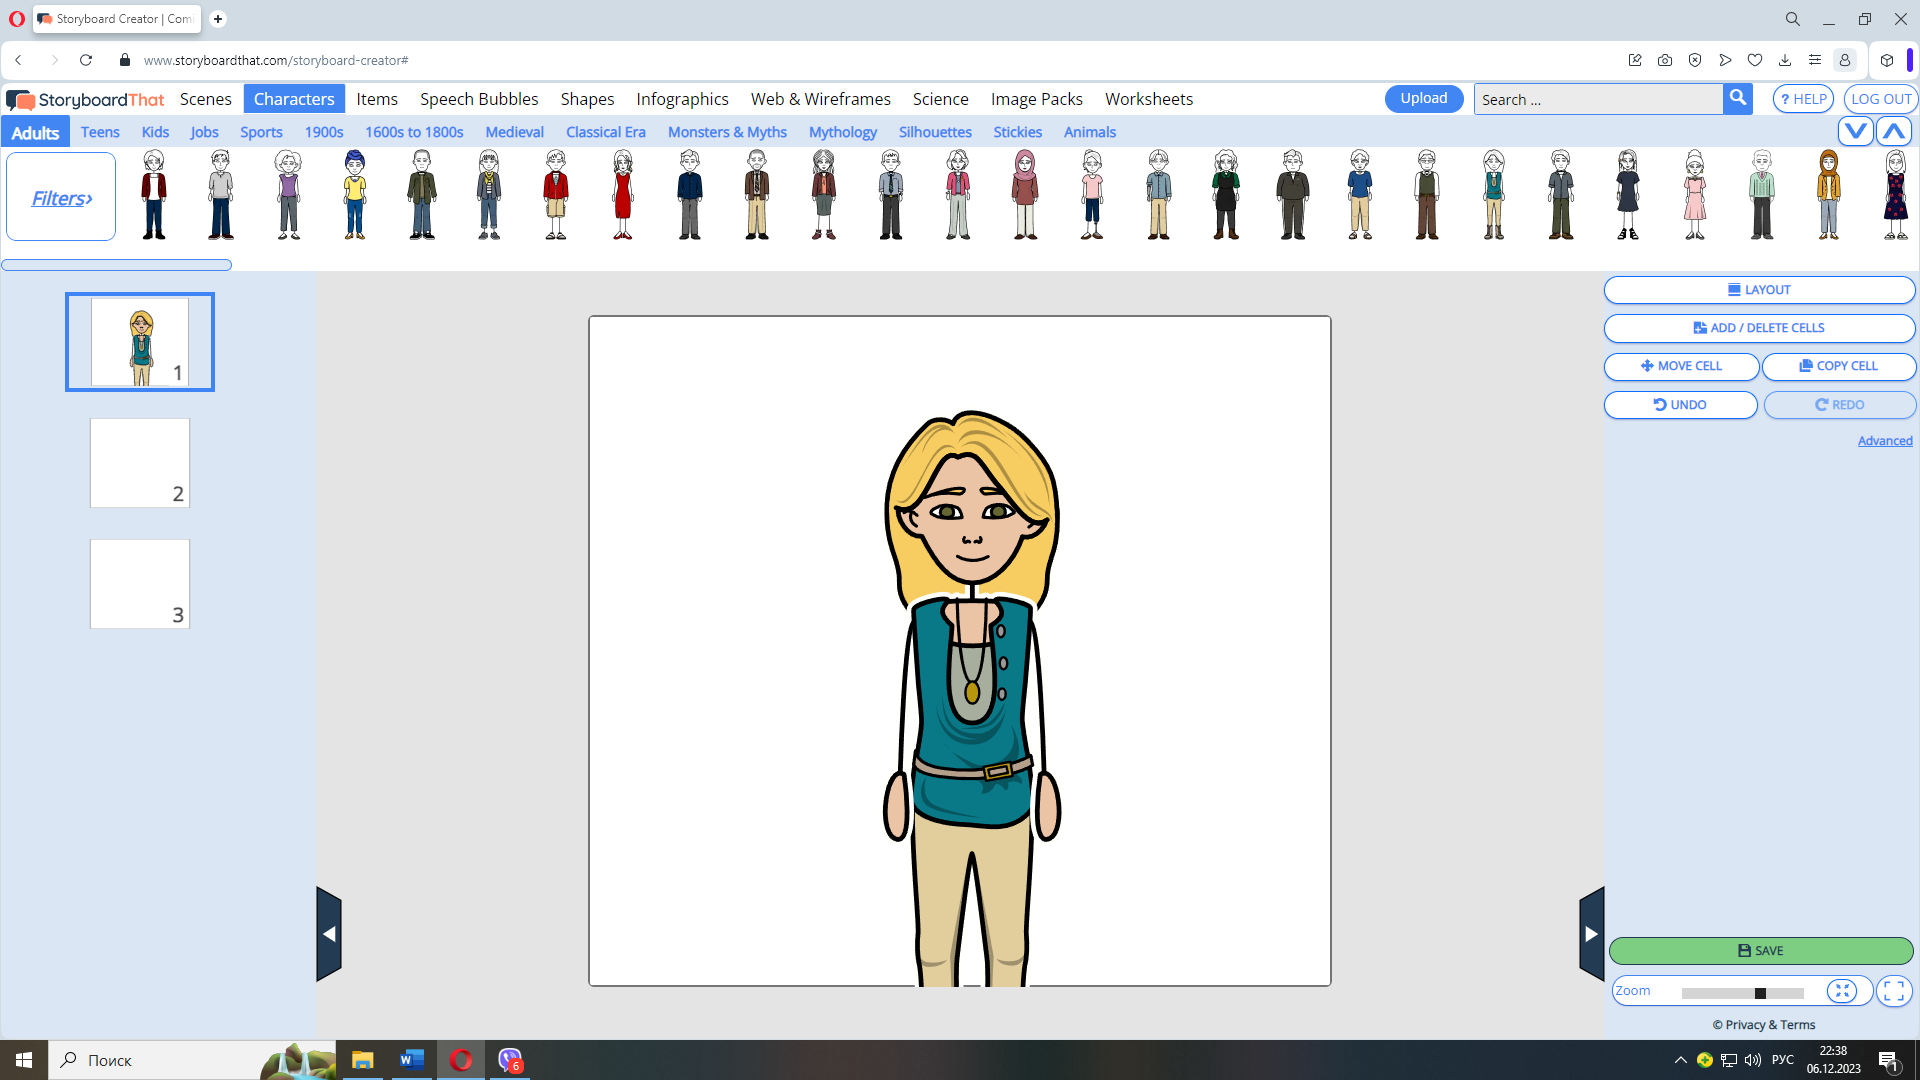 Storyboard Creator | Com
www.storyboardthat.com/storyboard-creator#
StoryboardThat Scenes Characters Items Speech Bubbles Shapes Infographics Web & Wireframes Science Image Packs Worksheets Upload Search ... ? HELP LOG OUT
Adults Teens Kids Jobs Sports 1900s 1600s to 1800s Medieval Classical Era Monsters & Myths Mythology Silhouettes Stickies Animals
Filters›
1
2
3
LAYOUT
ADD / DELETE CELLS
MOVE CELL COPY CELL
UNDO REDO
Advanced
SAVE
Zoom
© Privacy & Terms
Поиск
W
6
РУС
22:38
06.12.2023
1